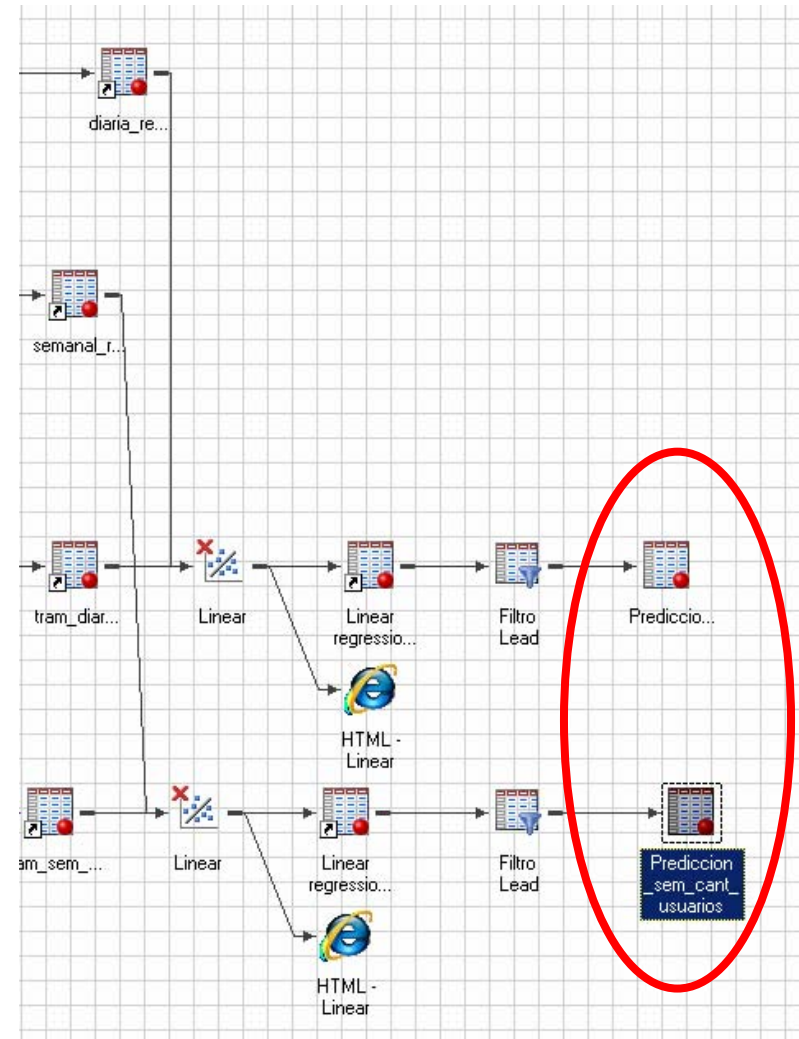 diaria_re...
semanal_r...
tram_diar...
Linear
Linear
regressio...
Filtro
Lead
Prediccio...
HTML -
Linear
am_sem_...
Linear
Linear
regressio...
Filtro
Lead
Prediccion
_sem_cant_
usuarios
HTML -
Linear